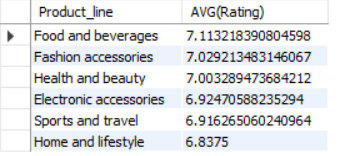 Product_line AVG(Rating)
Food and beverages 7.113218390804598
Fashion accessories 7.029213483146067
Health and beauty 7.003289473684212
Electronic accessories 6.92470588235294
Sports and travel 6.916265060240964
Home and lifestyle 6.8375